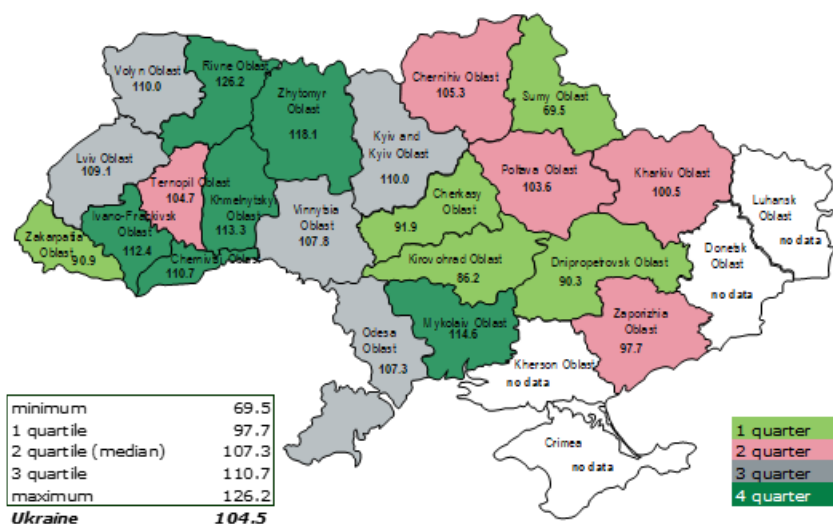 Volyn Oblast
110.0
Rivne Oblast
126.2
Zhytomyr
Oblast
118.1
Kyiv and
Kyiv Oblast
110.0
Chernihiv Oblast
105.3
Sumy Oblast
69.5
Lviv Oblast
109.1
Ternopil Oblast
104.7
Khmelnytskyi
Oblast
113.3
Vinnytsia
Oblast
107.8
Cherkasy
Oblast
91.9
Poltava Oblast
103.6
Kharkiv Oblast
100.5
Luhansk
Oblast
no data
Zakarpattia
Oblast
90.9
Ivano-Frankivsk
Oblast
112.4
Chernivtsi Oblast
110.7
Kirovohrad Oblast
86.2
Dnipropetrovsk Oblast
90.3
Donetsk
Oblast
no data
Odesa
Oblast
107.3
Mykolaiv Oblast
114.6
Zaporizhia
Oblast
97.7
Kherson Oblast
no data
Crimea
no data
minimum 69.5
1 quartile 97.7
2 quartile (median) 107.3
3 quartile 110.7
maximum 126.2
Ukraine 104.5
1 quarter
2 quarter
3 quarter
4 quarter